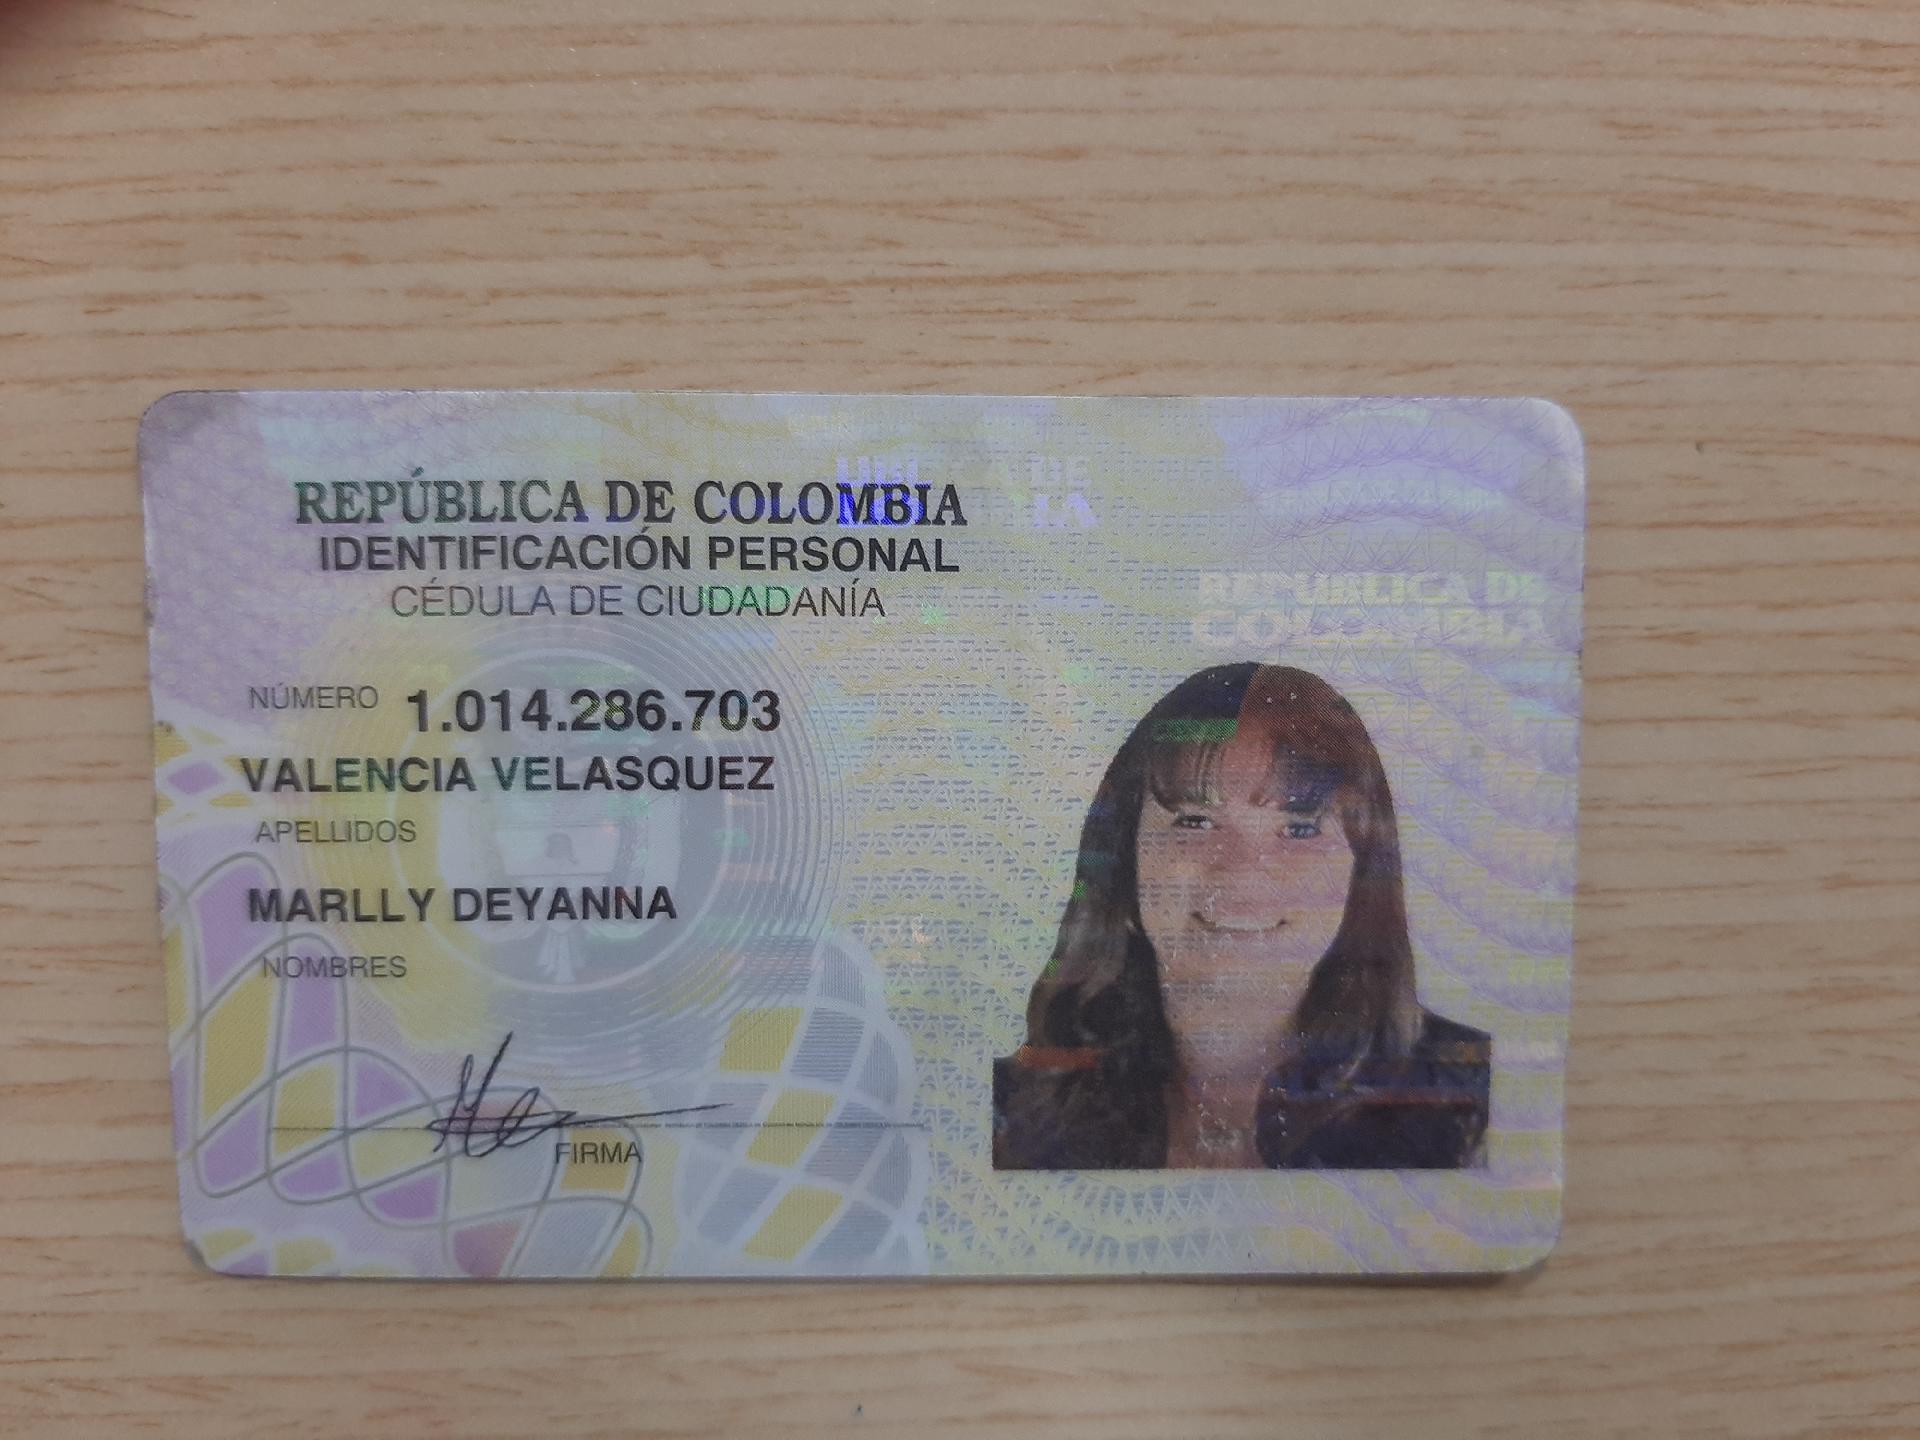 REPÚBLICA DE COLOMBIA
IDENTIFICACIÓN PERSONAL
CÉDULA DE CIUDADANÍA
REPUBLICA DE
COLOMBIA
NÚMERO 1.014.286.703
VALENCIA VELASQUEZ
APELLIDOS
MARLLY DEYANNA
NOMBRES
FIRMA